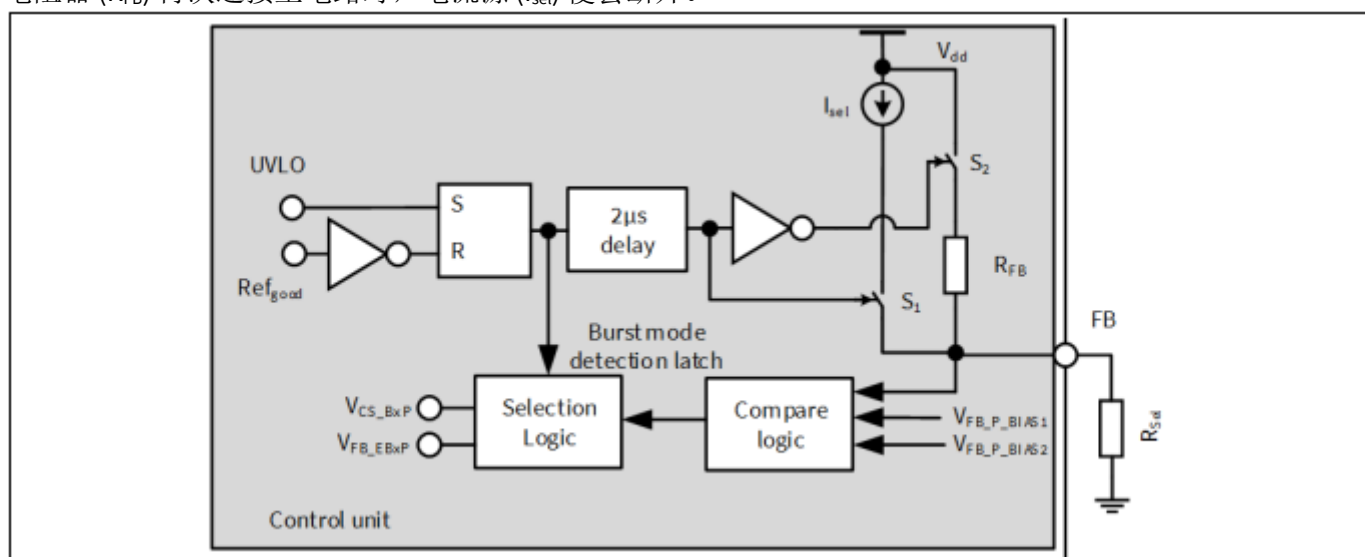 V_dd
I_sel
UVLO
S_2
S
2µs
delay
R
R_FB
Ref_good
S_1
FB
Burst mode
detection latch
V_CS_BxP
Selection
Logic
Compare
logic
V_FB_P_BIAS1
V_FB_EBxP
V_FB_P_BIAS2
R_Sel
Control unit